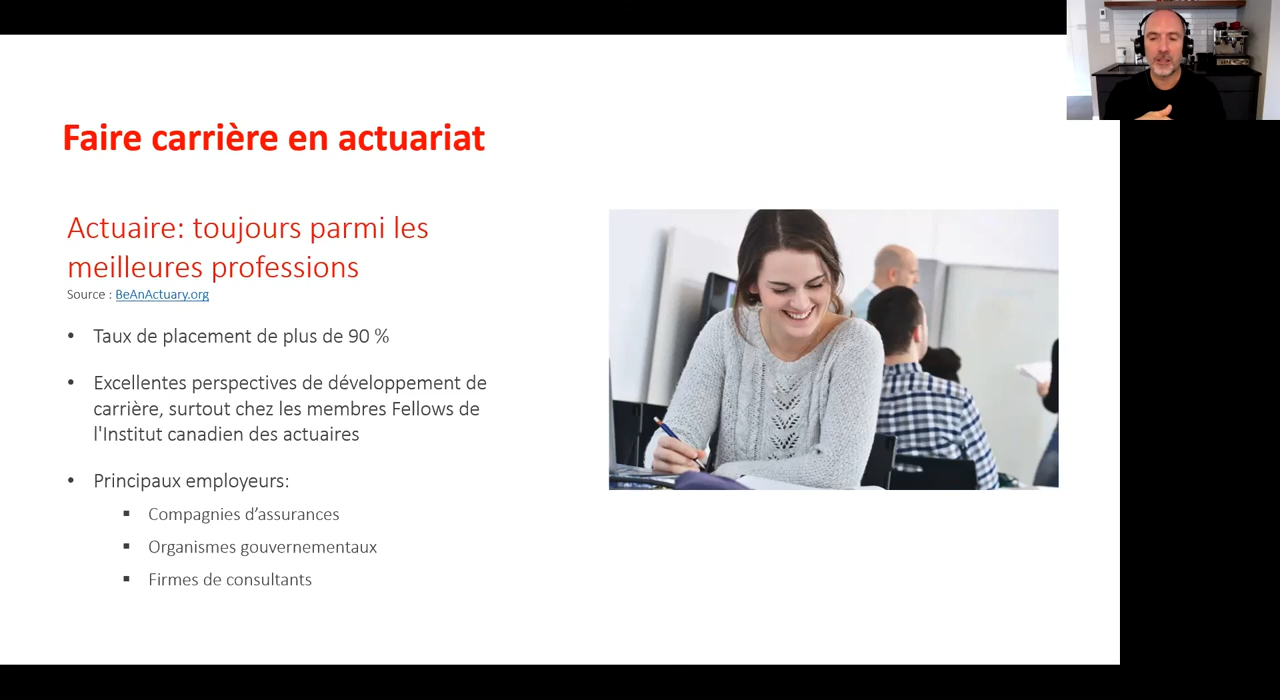 Faire carrière en actuariat
Actuaire: toujours parmi les
meilleures professions
Source : BeAnActuary.org
• Taux de placement de plus de 90 %
• Excellentes perspectives de développement de
carrière, surtout chez les membres Fellows de
l'Institut canadien des actuaires
• Principaux employeurs:
▪ Compagnies d’assurances
▪ Organismes gouvernementaux
▪ Firmes de consultants